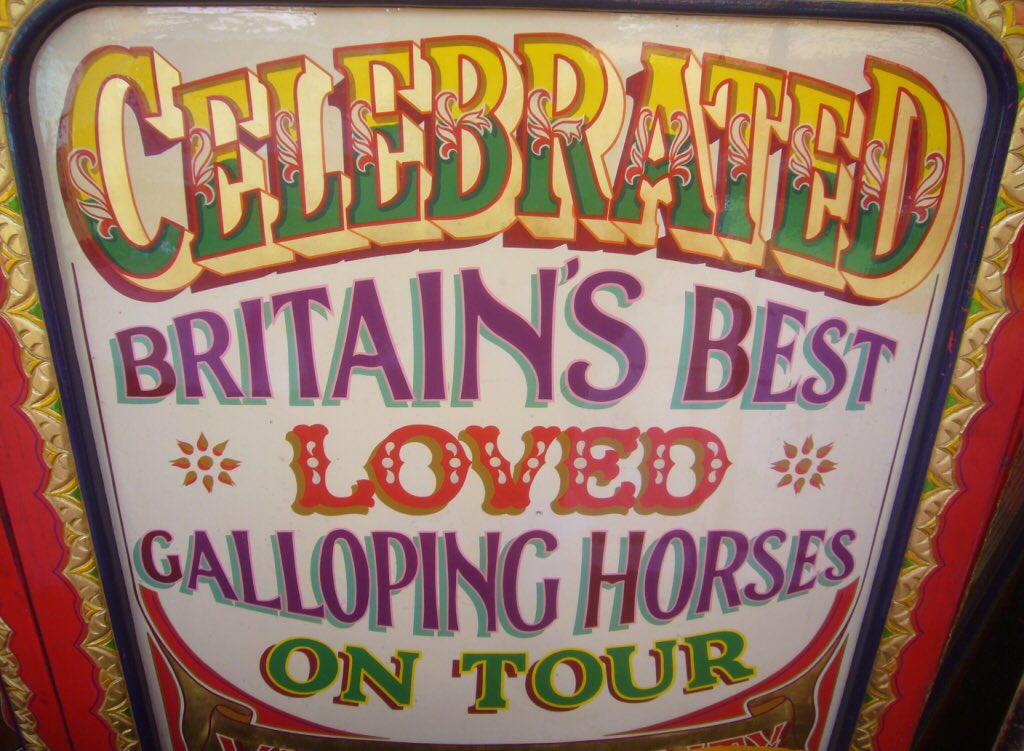 CELEBRATED
BRITAIN'S BEST
LOVED
GALLOPING HORSES
ON TOUR